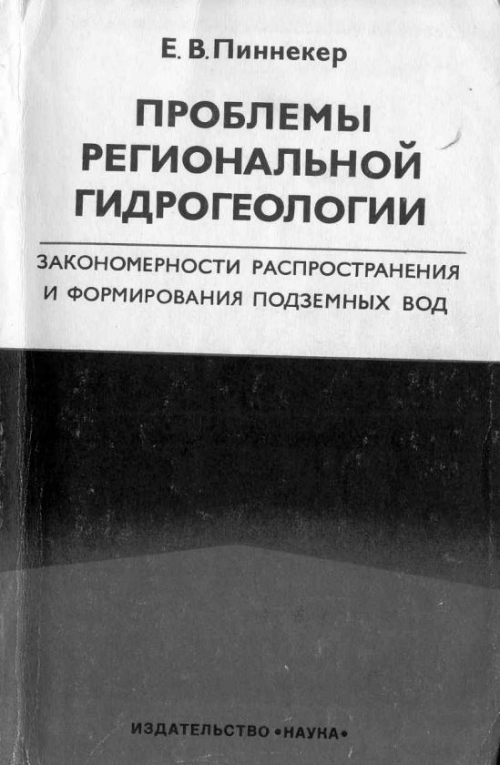 Е. В. Пиннекер
ПРОБЛЕМЫ
РЕГИОНАЛЬНОЙ
ГИДРОГЕОЛОГИИ
ЗАКОНОМЕРНОСТИ РАСПРОСТРАНЕНИЯ
И ФОРМИРОВАНИЯ ПОДЗЕМНЫХ ВОД
ИЗДАТЕЛЬСТВО «НАУКА»